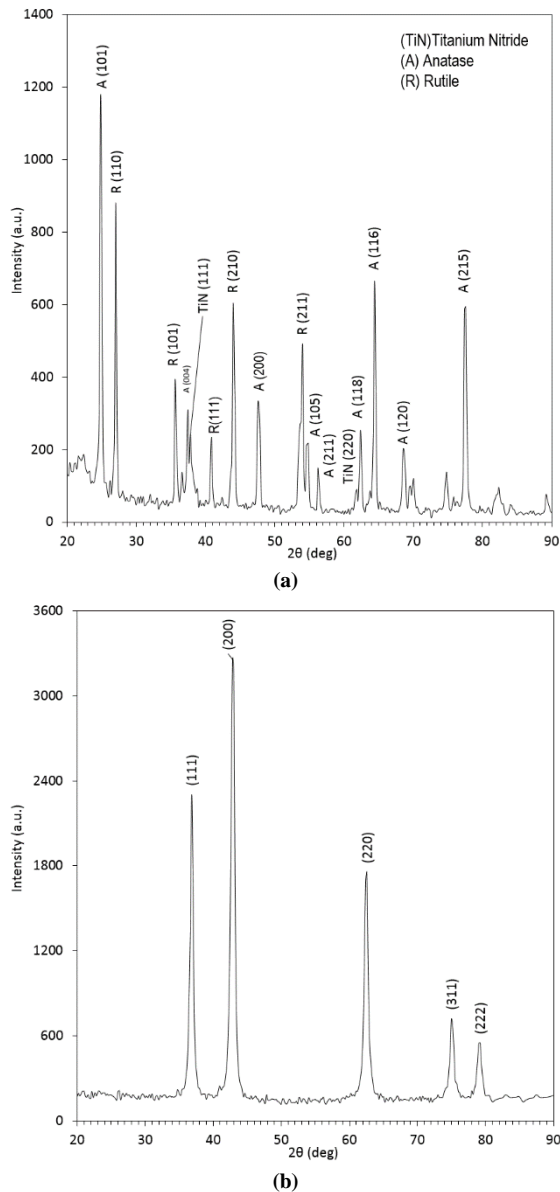 1400
1200
1000
800
600
400
200
0
Intensity (a.u.)
(TiN)Titanium Nitride
(A) Anatase
(R) Rutile
A (101)
R (110)
R (101)
A (004)
TiN (111)
R(111)
R (210)
A (200)
R (211)
A (105)
A (211)
TiN (220)
A (118)
A (116)
A (120)
A (215)
20 30 40 50 60 70 80 90
2θ (deg)
(a)
3600
3000
2400
1800
1200
600
0
Intensity (a.u.)
(111)
(200)
(220)
(311)
(222)
20 30 40 50 60 70 80 90
2θ (deg)
(b)